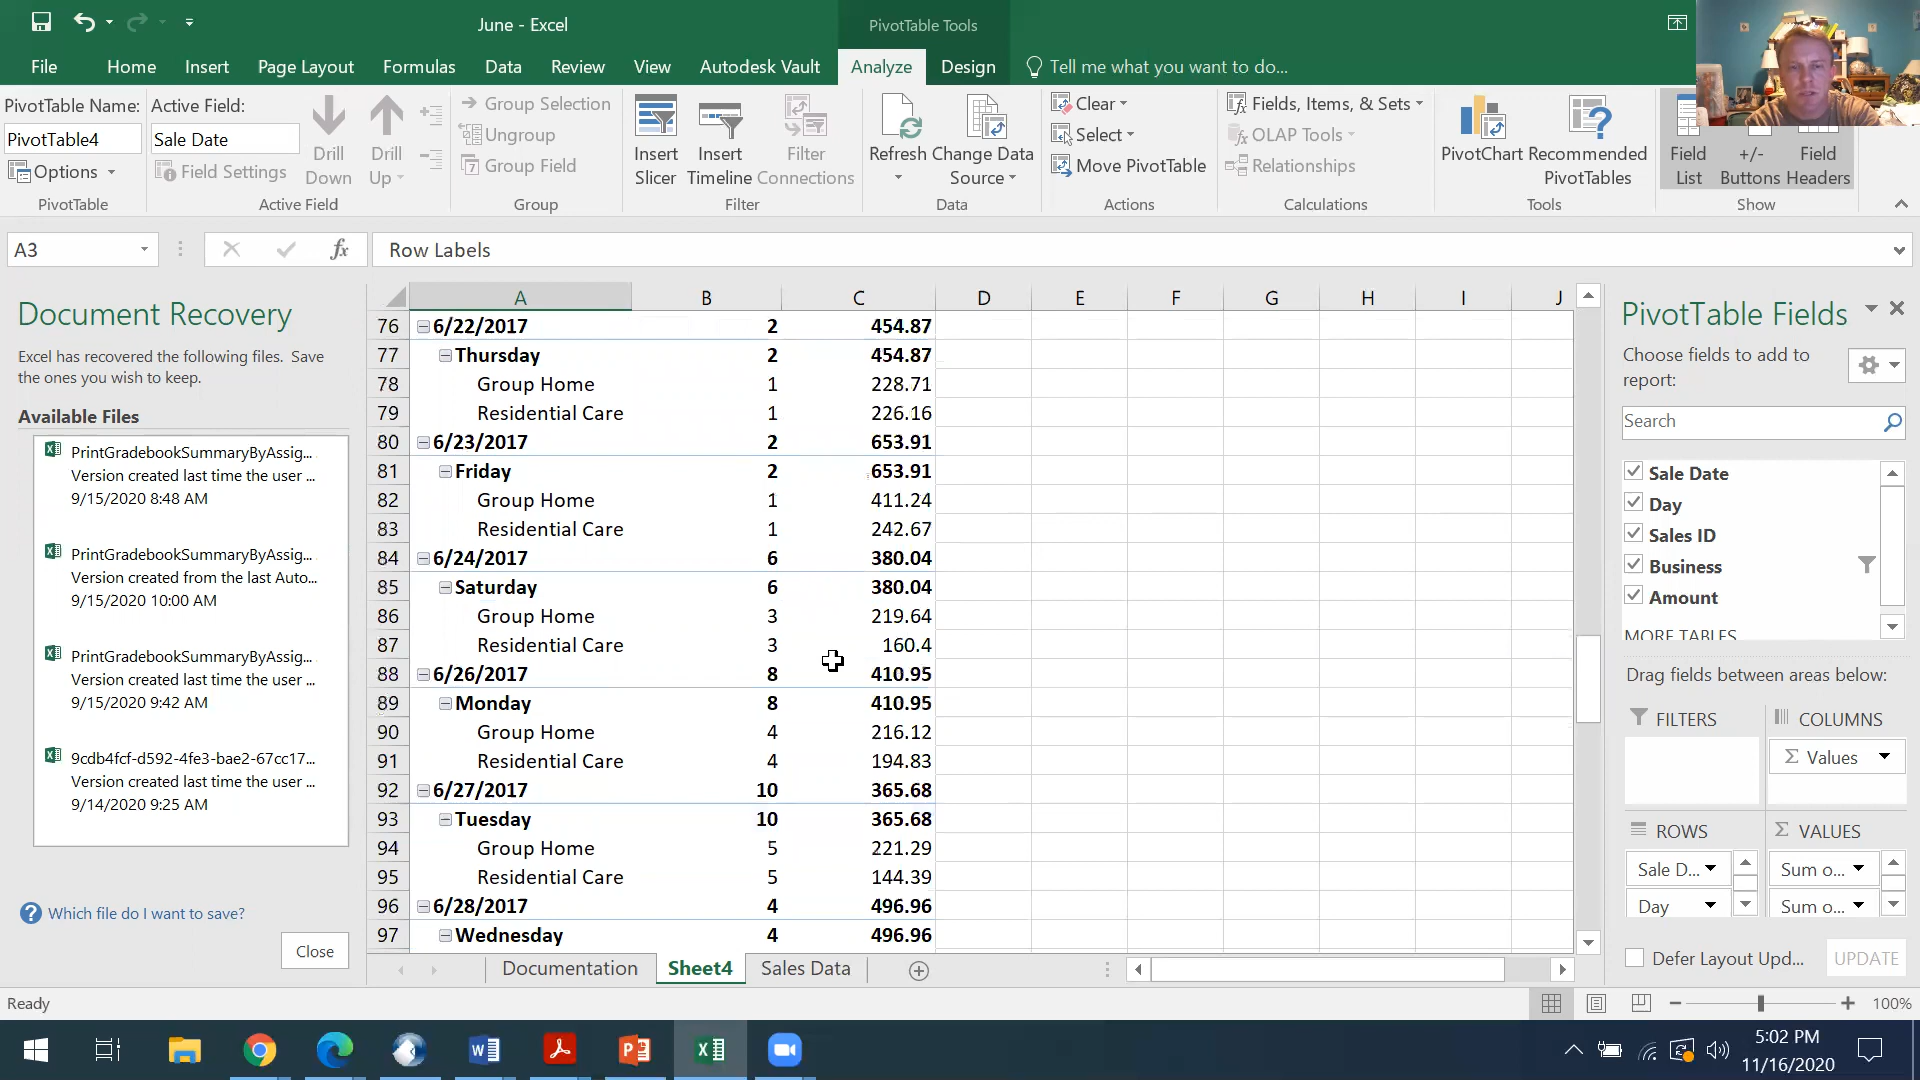 June - Excel
PivotTable Tools
File Home Insert Page Layout Formulas Data Review View Autodesk Vault Analyze Design Tell me what you want to do...
PivotTable Name:
PivotTable4
Options
PivotTable
Active Field:
Sale Date
Field Settings
Drill Down
Drill Up
Active Field
Group Selection
Ungroup
Group Field
Group
Insert Slicer
Insert Timeline
Filter Connections
Filter
Refresh
Change Data Source
Data
Clear
Select
Move PivotTable
Actions
Fields, Items, & Sets
OLAP Tools
Relationships
Calculations
PivotChart
Recommended PivotTables
Tools
Field List
+/- Buttons
Field Headers
Show
A3
fx
Row Labels
Document Recovery
Excel has recovered the following files. Save
the ones you wish to keep.
Available Files
PrintGradebookSummaryByAssig...
Version created last time the user ...
9/15/2020 8:48 AM
PrintGradebookSummaryByAssig...
Version created from the last Auto...
9/15/2020 10:00 AM
PrintGradebookSummaryByAssig...
Version created last time the user ...
9/15/2020 9:42 AM
9cdb4fcf-d592-4fe3-bae2-67cc17...
Version created last time the user ...
9/14/2020 9:25 AM
Which file do I want to save?
Close
A B C D E F G H I J
76 6/22/2017 2 454.87
77 Thursday 2 454.87
78 Group Home 1 228.71
79 Residential Care 1 226.16
80 6/23/2017 2 653.91
81 Friday 2 653.91
82 Group Home 1 411.24
83 Residential Care 1 242.67
84 6/24/2017 6 380.04
85 Saturday 6 380.04
86 Group Home 3 219.64
87 Residential Care 3 160.4
88 6/26/2017 8 410.95
89 Monday 8 410.95
90 Group Home 4 216.12
91 Residential Care 4 194.83
92 6/27/2017 10 365.68
93 Tuesday 10 365.68
94 Group Home 5 221.29
95 Residential Care 5 144.39
96 6/28/2017 4 496.96
97 Wednesday 4 496.96
Documentation Sheet4 Sales Data
PivotTable Fields
Choose fields to add to
report:
Search
Sale Date
Day
Sales ID
Business
Amount
MORE TABLES
Drag fields between areas below:
FILTERS
COLUMNS
Σ Values
ROWS
Sale D...
Day
Σ VALUES
Sum o...
Sum o...
Defer Layout Upd...
UPDATE
Ready
100%
5:02 PM
11/16/2020